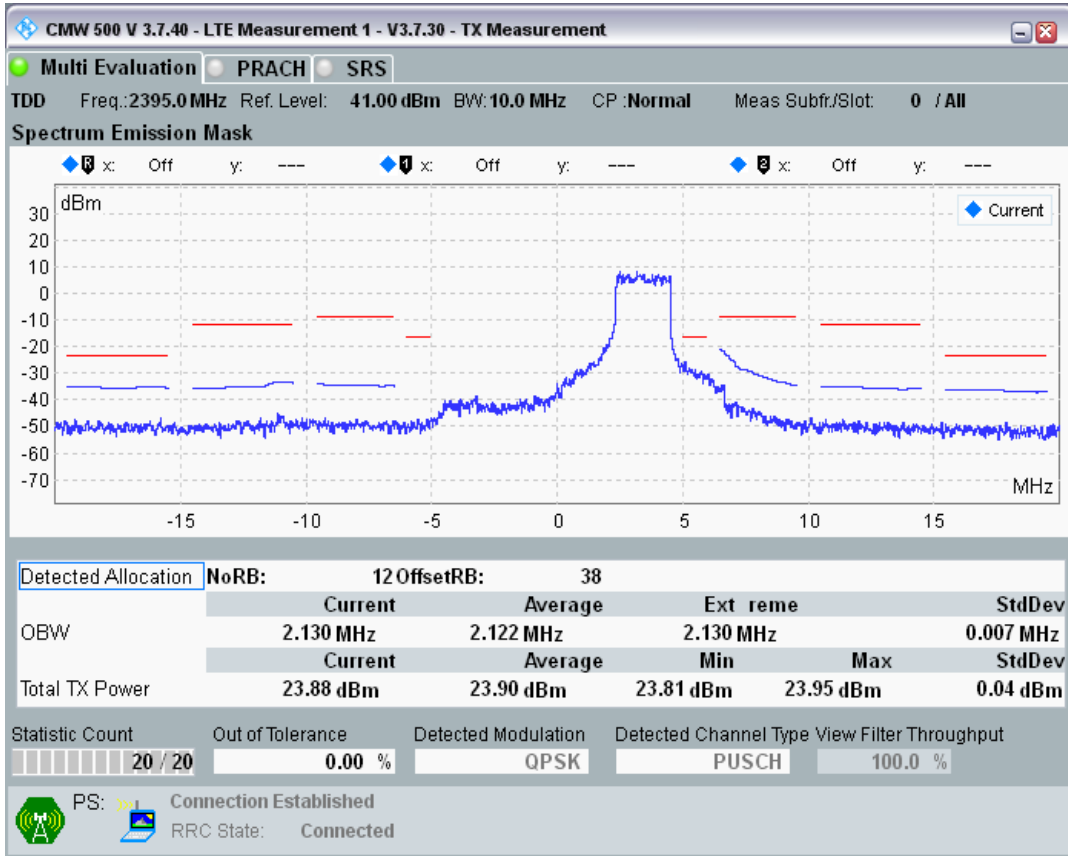 CMW 500 V 3.7.40 - LTE Measurement 1 - V3.7.30 - TX Measurement
Multi Evaluation PRACH SRS
TDD Freq.:2395.0 MHz Ref. Level: 41.00 dBm BW: 10.0 MHz CP :Normal Meas Subfr./Slot: 0 / All
Spectrum Emission Mask
R x: Off y: --- 1 x: Off y: --- 2 x: Off y: ---
dBm
Current
30
20
10
0
-10
-20
-30
-40
-50
-60
-70
MHz
-15 -10 -5 0 5 10 15
Detected Allocation NoRB: 12 OffsetRB: 38
Current Average Ext reme StdDev
OBW 2.130 MHz 2.122 MHz 2.130 MHz 0.007 MHz
Current Average Min Max StdDev
Total TX Power 23.88 dBm 23.90 dBm 23.81 dBm 23.95 dBm 0.04 dBm
Statistic Count Out of Tolerance Detected Modulation Detected Channel Type View Filter Throughput
20 / 20 0.00 % QPSK PUSCH 100.0 %
PS: Connection Established
RRC State: Connected